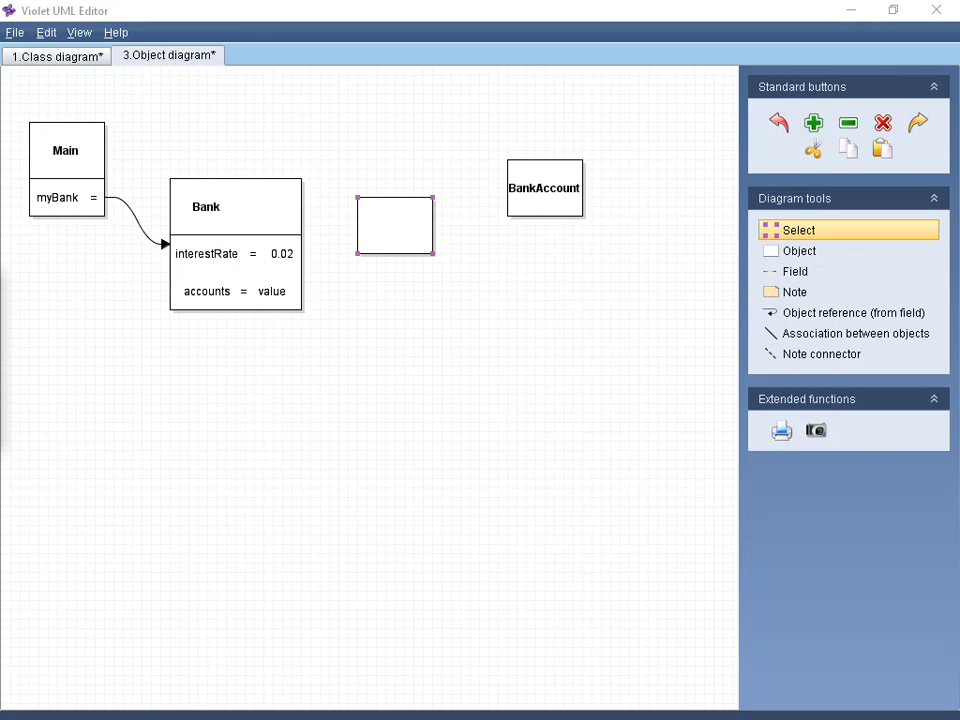 Violet UML Editor
File Edit View Help
1.Class diagram* 3.Object diagram*
Main
myBank =
Bank
interestRate = 0.02
accounts = value
BankAccount
Standard buttons
Diagram tools
Select
Object
Field
Note
Object reference (from field)
Association between objects
Note connector
Extended functions